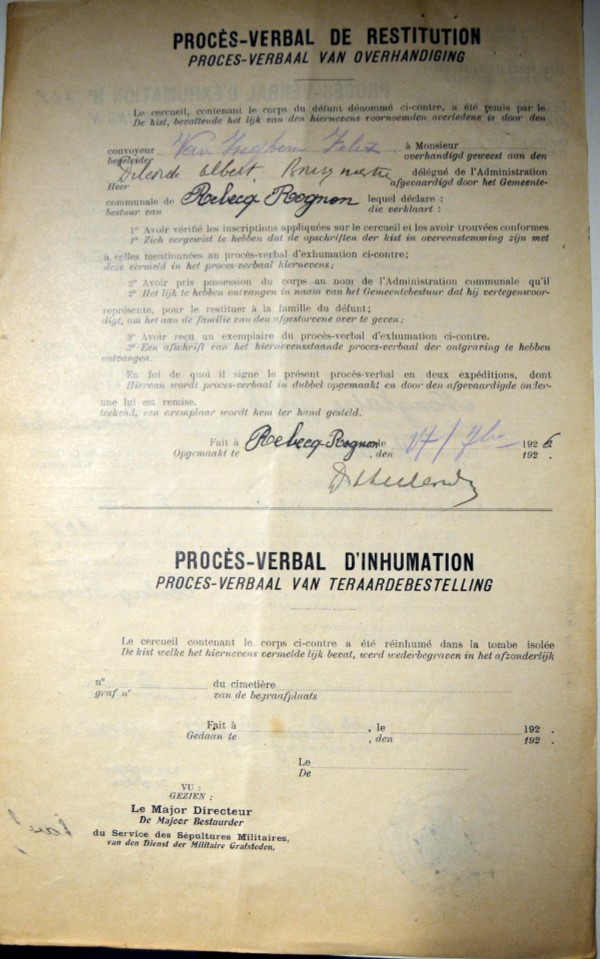 PROCÈS-VERBAL DE RESTITUTION
PROCES-VERBAAL VAN OVERHANDIGING
Le cercueil, contenant le corps du défunt dénommé ci-contre, a été remis par le
De kist, bevattende het lijk van den hiernevens voornoemden overledene is door den
convoyeur Van Iseghem Félix à Monsieur
begeleider overhandigd geweest aan den
Albert délégué de l'Administration
Heer afgevaardigd door het Gemeente-
communale de Rebecq Rognon lequel déclare :
bestuur van die verklaart :
1° Avoir vérifié les inscriptions appliquées sur le cercueil et les avoir trouvées conformes
1° Zich vergewist te hebben dat de opschriften der kist in overeenstemming zijn met
à celles mentionnées au procès-verbal d'exhumation ci-contre;
deze vermeld in het proces-verbaal hiernevens;
2° Avoir pris possession du corps au nom de l'Administration communale qu'il
2° Het lijk te hebben ontvangen in naam van het Gemeentebestuur dat hij vertegenwoor-
représente, pour le restituer à la famille du défunt;
digt, om het aan de familie van den afgestorvene over te geven;
3° Avoir reçu un exemplaire du procès-verbal d'exhumation ci-contre.
2° Een afschrift van het hiernevensstaande proces-verbaal der ontgraving te hebben
ontvangen.
En foi de quoi il signe le présent procès-verbal en deux expéditions, dont
Hiervan wordt proces-verbaal in dubbel opgemaakt en door den afgevaardigde onder-
une lui est remise.
teekend, een exemplaar wordt hem ter hand gesteld.
Fait à Rebecq Rognon le 17/ 7bre 1926
Opgemaakt te , den 192 .
PROCÈS-VERBAL D'INHUMATION
PROCES-VERBAAL VAN TERAARDEBESTELLING
Le cercueil contenant le corps ci-contre a été réinhumé dans la tombe isolée
De kist welke het hiernevens vermelde lijk bevat, werd wederbegraven in het afzonderlijk
n° du cimetière
graf n° van de begraafplaats
Fait à , le 192 .
Gedaan te , den 192 .
Le
De
VU :
GEZIEN :
Le Major Directeur
De Majoor Bestuurder
du Service des Sépultures Militaires,
van den Dienst der Militaire Grafsteden.